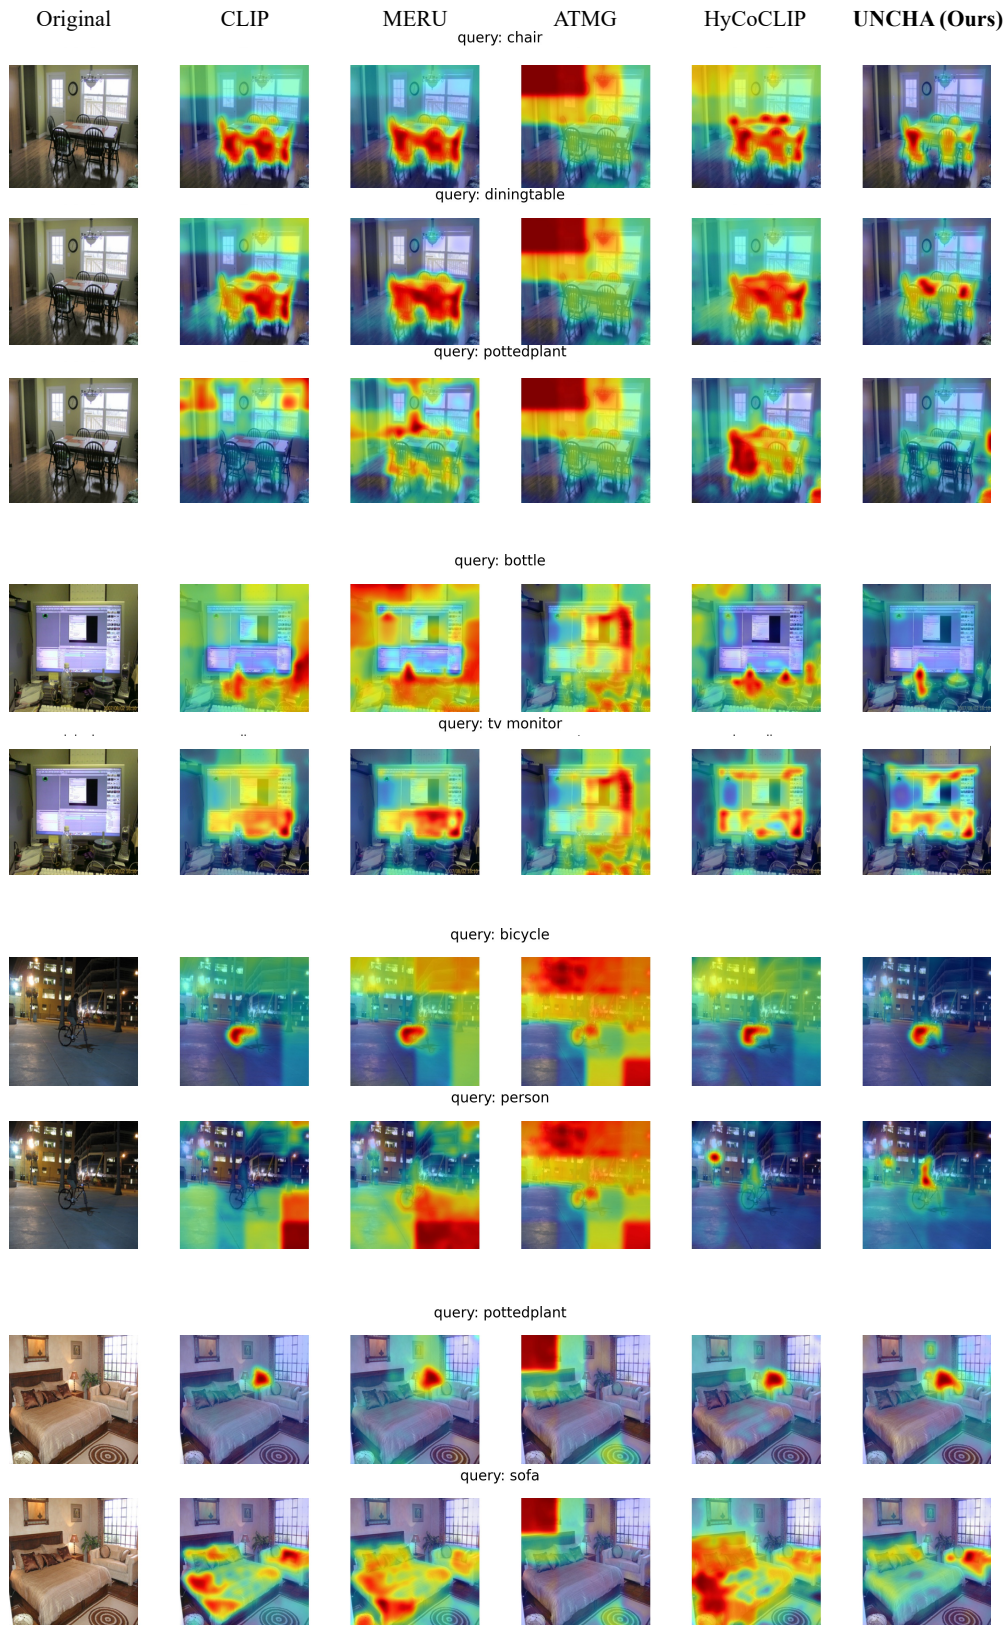 Original CLIP MERU ATMG HyCoCLIP UNCHA (Ours)
query: chair
query: diningtable
query: pottedplant
query: bottle
query: tv monitor
query: bicycle
query: person
query: pottedplant
query: sofa